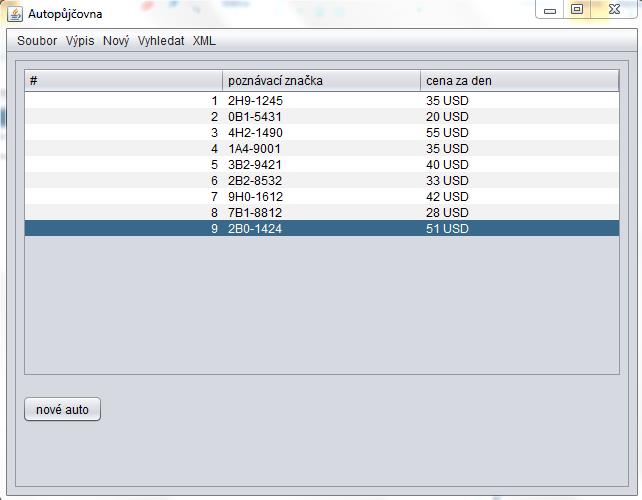 Autopůjčovna
Soubor Výpis Nový Vyhledat XML
# poznávací značka cena za den
1 2H9-1245 35 USD
2 0B1-5431 20 USD
3 4H2-1490 55 USD
4 1A4-9001 35 USD
5 3B2-9421 40 USD
6 2B2-8532 33 USD
7 9H0-1612 42 USD
8 7B1-8812 28 USD
9 2B0-1424 51 USD
nové auto